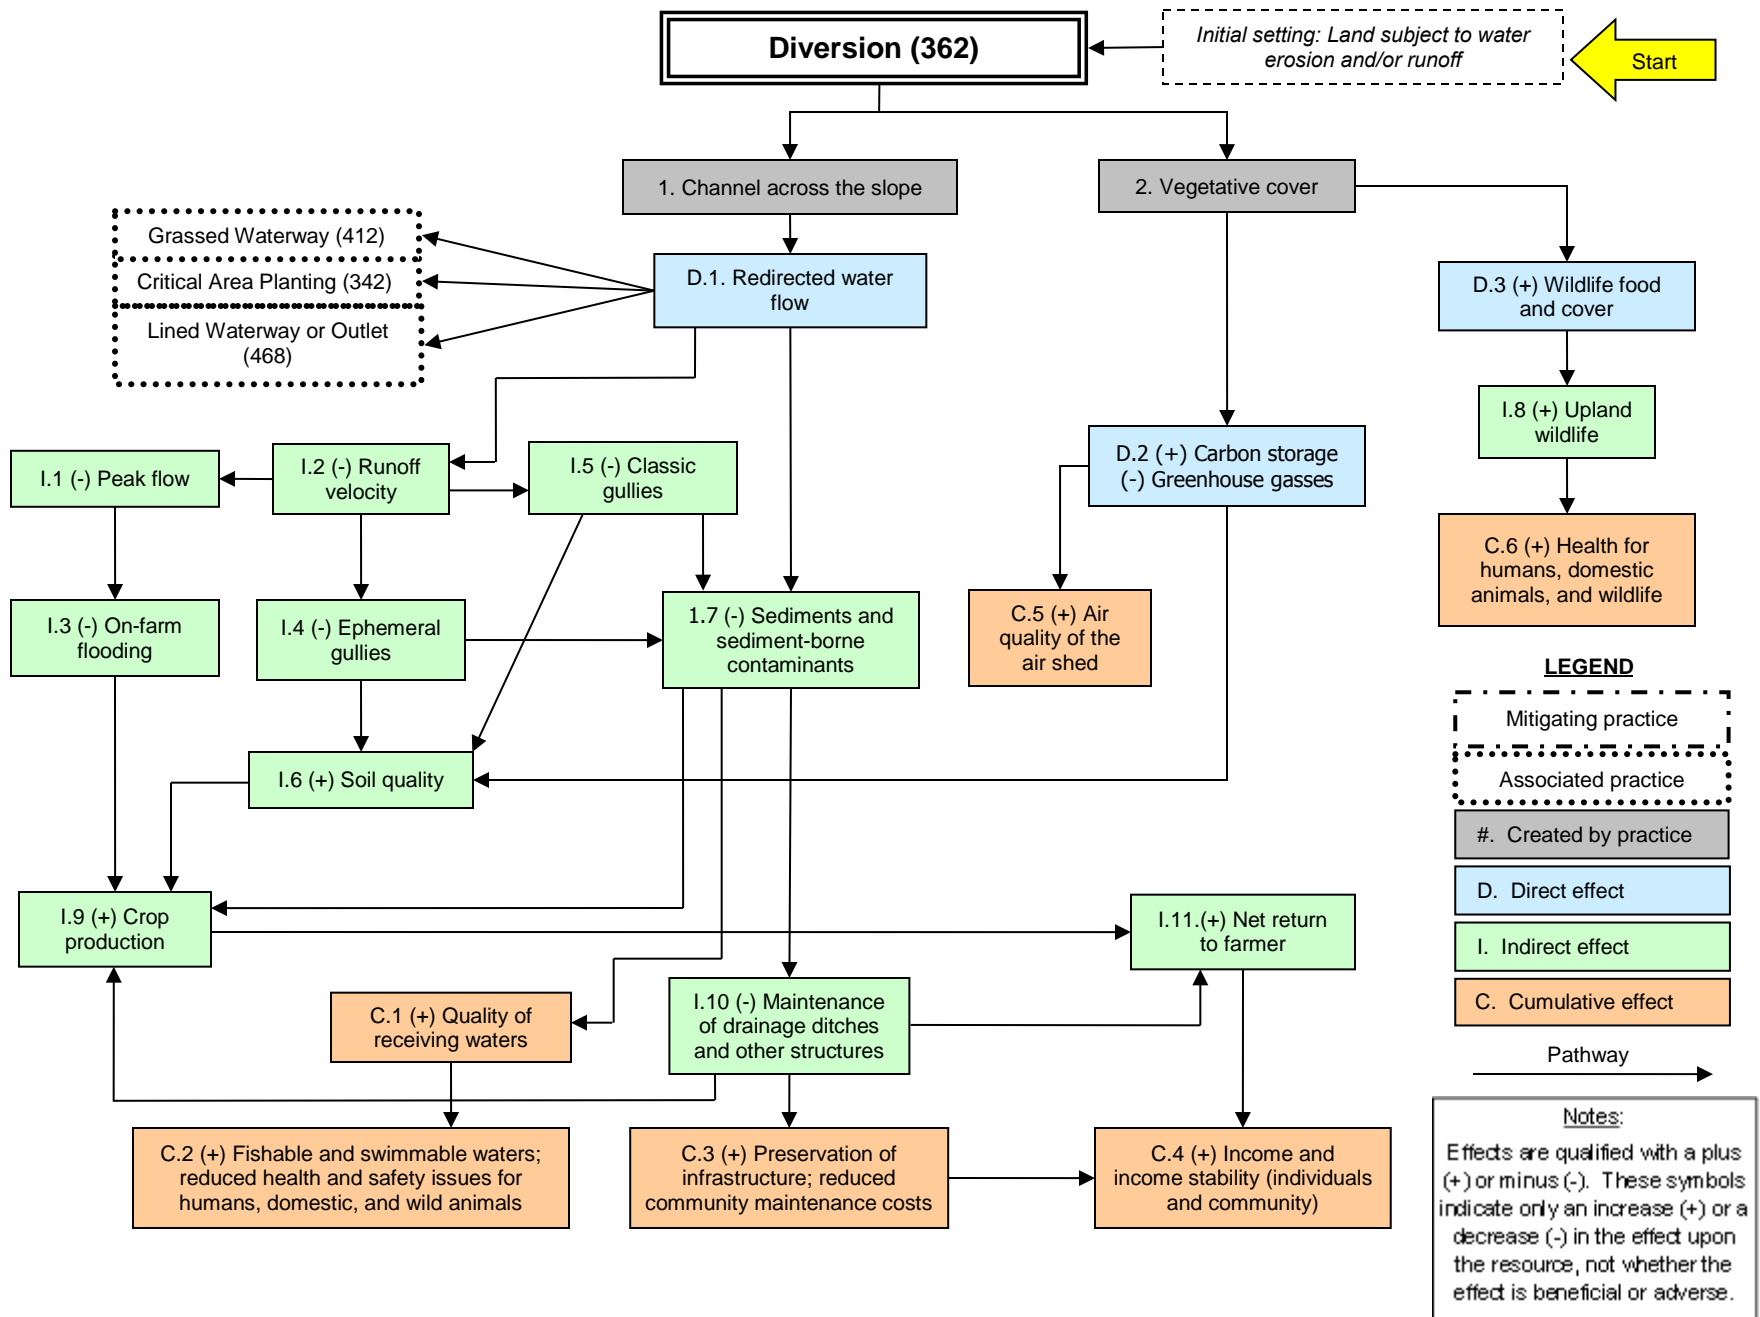 Diversion (362)
Initial setting: Land subject to water
erosion and/or runoff
Start
1. Channel across the slope
2. Vegetative cover
Grassed Waterway (412)
Critical Area Planting (342)
Lined Waterway or Outlet
(468)
D.1. Redirected water
flow
D.3 (+) Wildlife food
and cover
I.8 (+) Upland
wildlife
I.1 (-) Peak flow
I.2 (-) Runoff
velocity
I.5 (-) Classic
gullies
D.2 (+) Carbon storage
(-) Greenhouse gasses
C.6 (+) Health for
humans, domestic
animals, and wildlife
I.3 (-) On-farm
flooding
I.4 (-) Ephemeral
gullies
1.7 (-) Sediments and
sediment-borne
contaminants
C.5 (+) Air
quality of the
air shed
I.6 (+) Soil quality
I.9 (+) Crop
production
I.11.(+) Net return
to farmer
C.1 (+) Quality of
receiving waters
I.10 (-) Maintenance
of drainage ditches
and other structures
C.2 (+) Fishable and swimmable waters;
reduced health and safety issues for
humans, domestic, and wild animals
C.3 (+) Preservation of
infrastructure; reduced
community maintenance costs
C.4 (+) Income and
income stability (individuals
and community)
LEGEND
Mitigating practice
Associated practice
#. Created by practice
D. Direct effect
I. Indirect effect
C. Cumulative effect
Pathway
Notes:
Effects are qualified with a plus
(+) or minus (-). These symbols
indicate only an increase (+) or a
decrease (-) in the effect upon
the resource, not whether the
effect is beneficial or adverse.